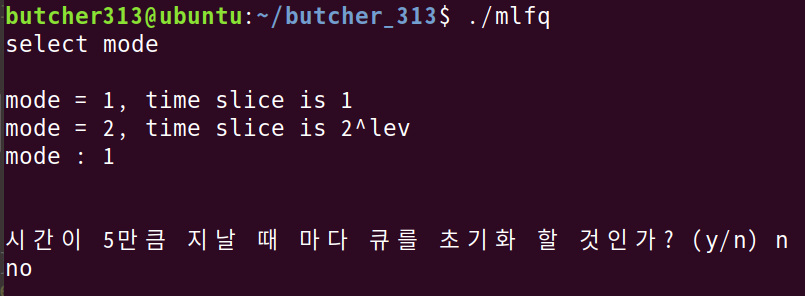 butcher313@ubuntu:~/butcher_313$ ./mlfq
select mode
mode = 1, time slice is 1
mode = 2, time slice is 2^lev
mode : 1
시간이 5만큼 지날 때 마다 큐를 초기화 할 것인가? (y/n) n
no